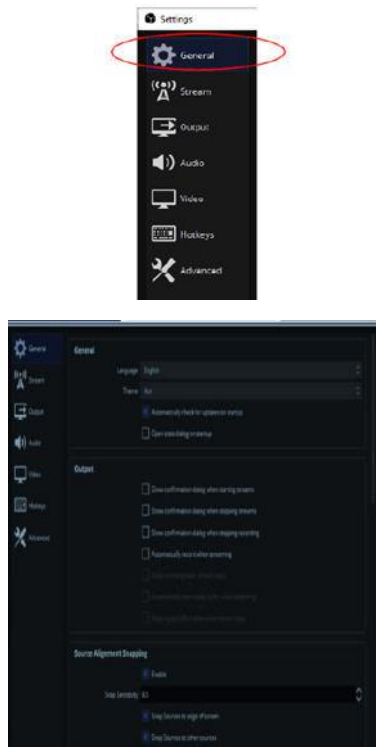 Settings
General
Stream
Output
Audio
Video
Hotkeys
Advanced
General
Stream
Output
Audio
Video
Hotkeys
Advanced
General
Language English
Theme
Automatically check for updates on startup
Open stats dialog on startup
Output
Show confirmation dialog when starting streams
Show confirmation dialog when stopping streams
Show confirmation dialog when stopping recording
Automatically record when streaming
Source Alignment Snapping
Enable
Snap Sensitivity
Snap Sources to edge of screen
Snap Sources to other sources